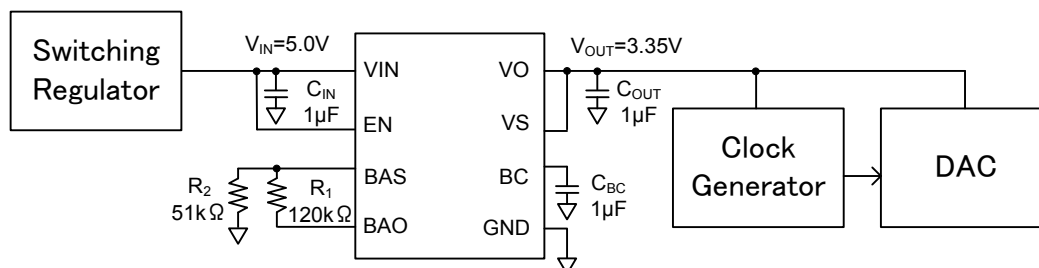 Switching
Regulator
V_IN=5.0V
C_IN
1μF
VIN
EN
BAS
BAO
VO
VS
BC
GND
R_2
51kΩ
R_1
120kΩ
V_OUT=3.35V
C_OUT
1μF
C_BC
1μF
Clock
Generator
DAC